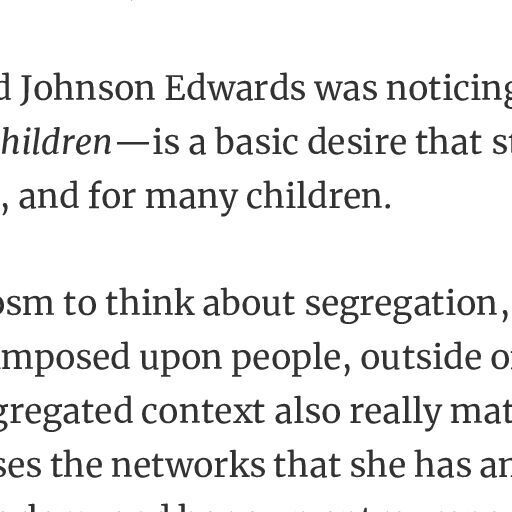 d Johnson Edwards was noticing
hildren—is a basic desire that st
, and for many children.
osm to think about segregation,
mposed upon people, outside o
gregated context also really mat
ses the networks that she has an